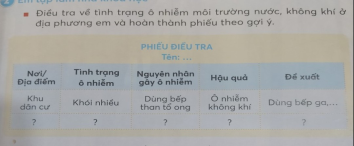 Điều tra về tình trạng ô nhiễm môi trường nước, không khí ở
địa phương em và hoàn thành phiếu theo gợi ý.
PHIẾU ĐIỀU TRA
Tên: ...
Nơi/ Địa điểm | Tình trạng ô nhiễm | Nguyên nhân gây ô nhiễm | Hậu quả | Đề xuất
Khu dân cư | Khói nhiều | Dùng bếp than tổ ong | Ô nhiễm không khí | Dùng bếp ga,...
? | ? | ? | ? | ?